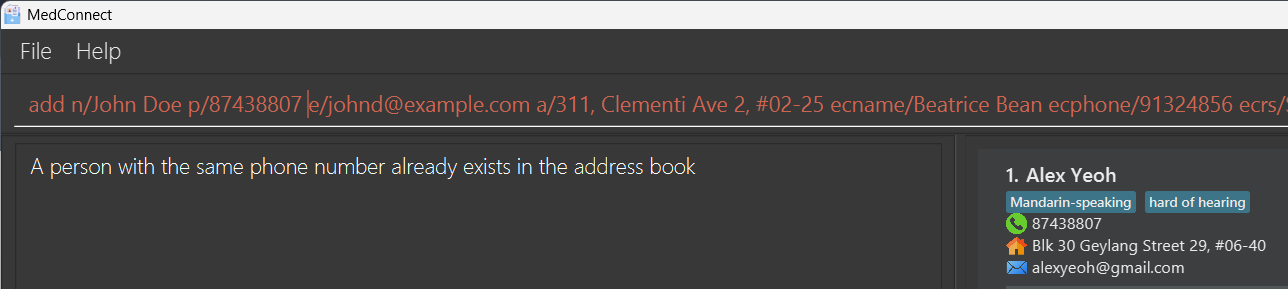 MedConnect
File Help
add n/John Doe p/87438807 e/johnd@example.com a/311, Clementi Ave 2, #02-25 ecname/Beatrice Bean ecphone/91324856 ecrs/
A person with the same phone number already exists in the address book
1. Alex Yeoh
Mandarin-speaking hard of hearing
87438807
Blk 30 Geylang Street 29, #06-40
alexyeoh@gmail.com